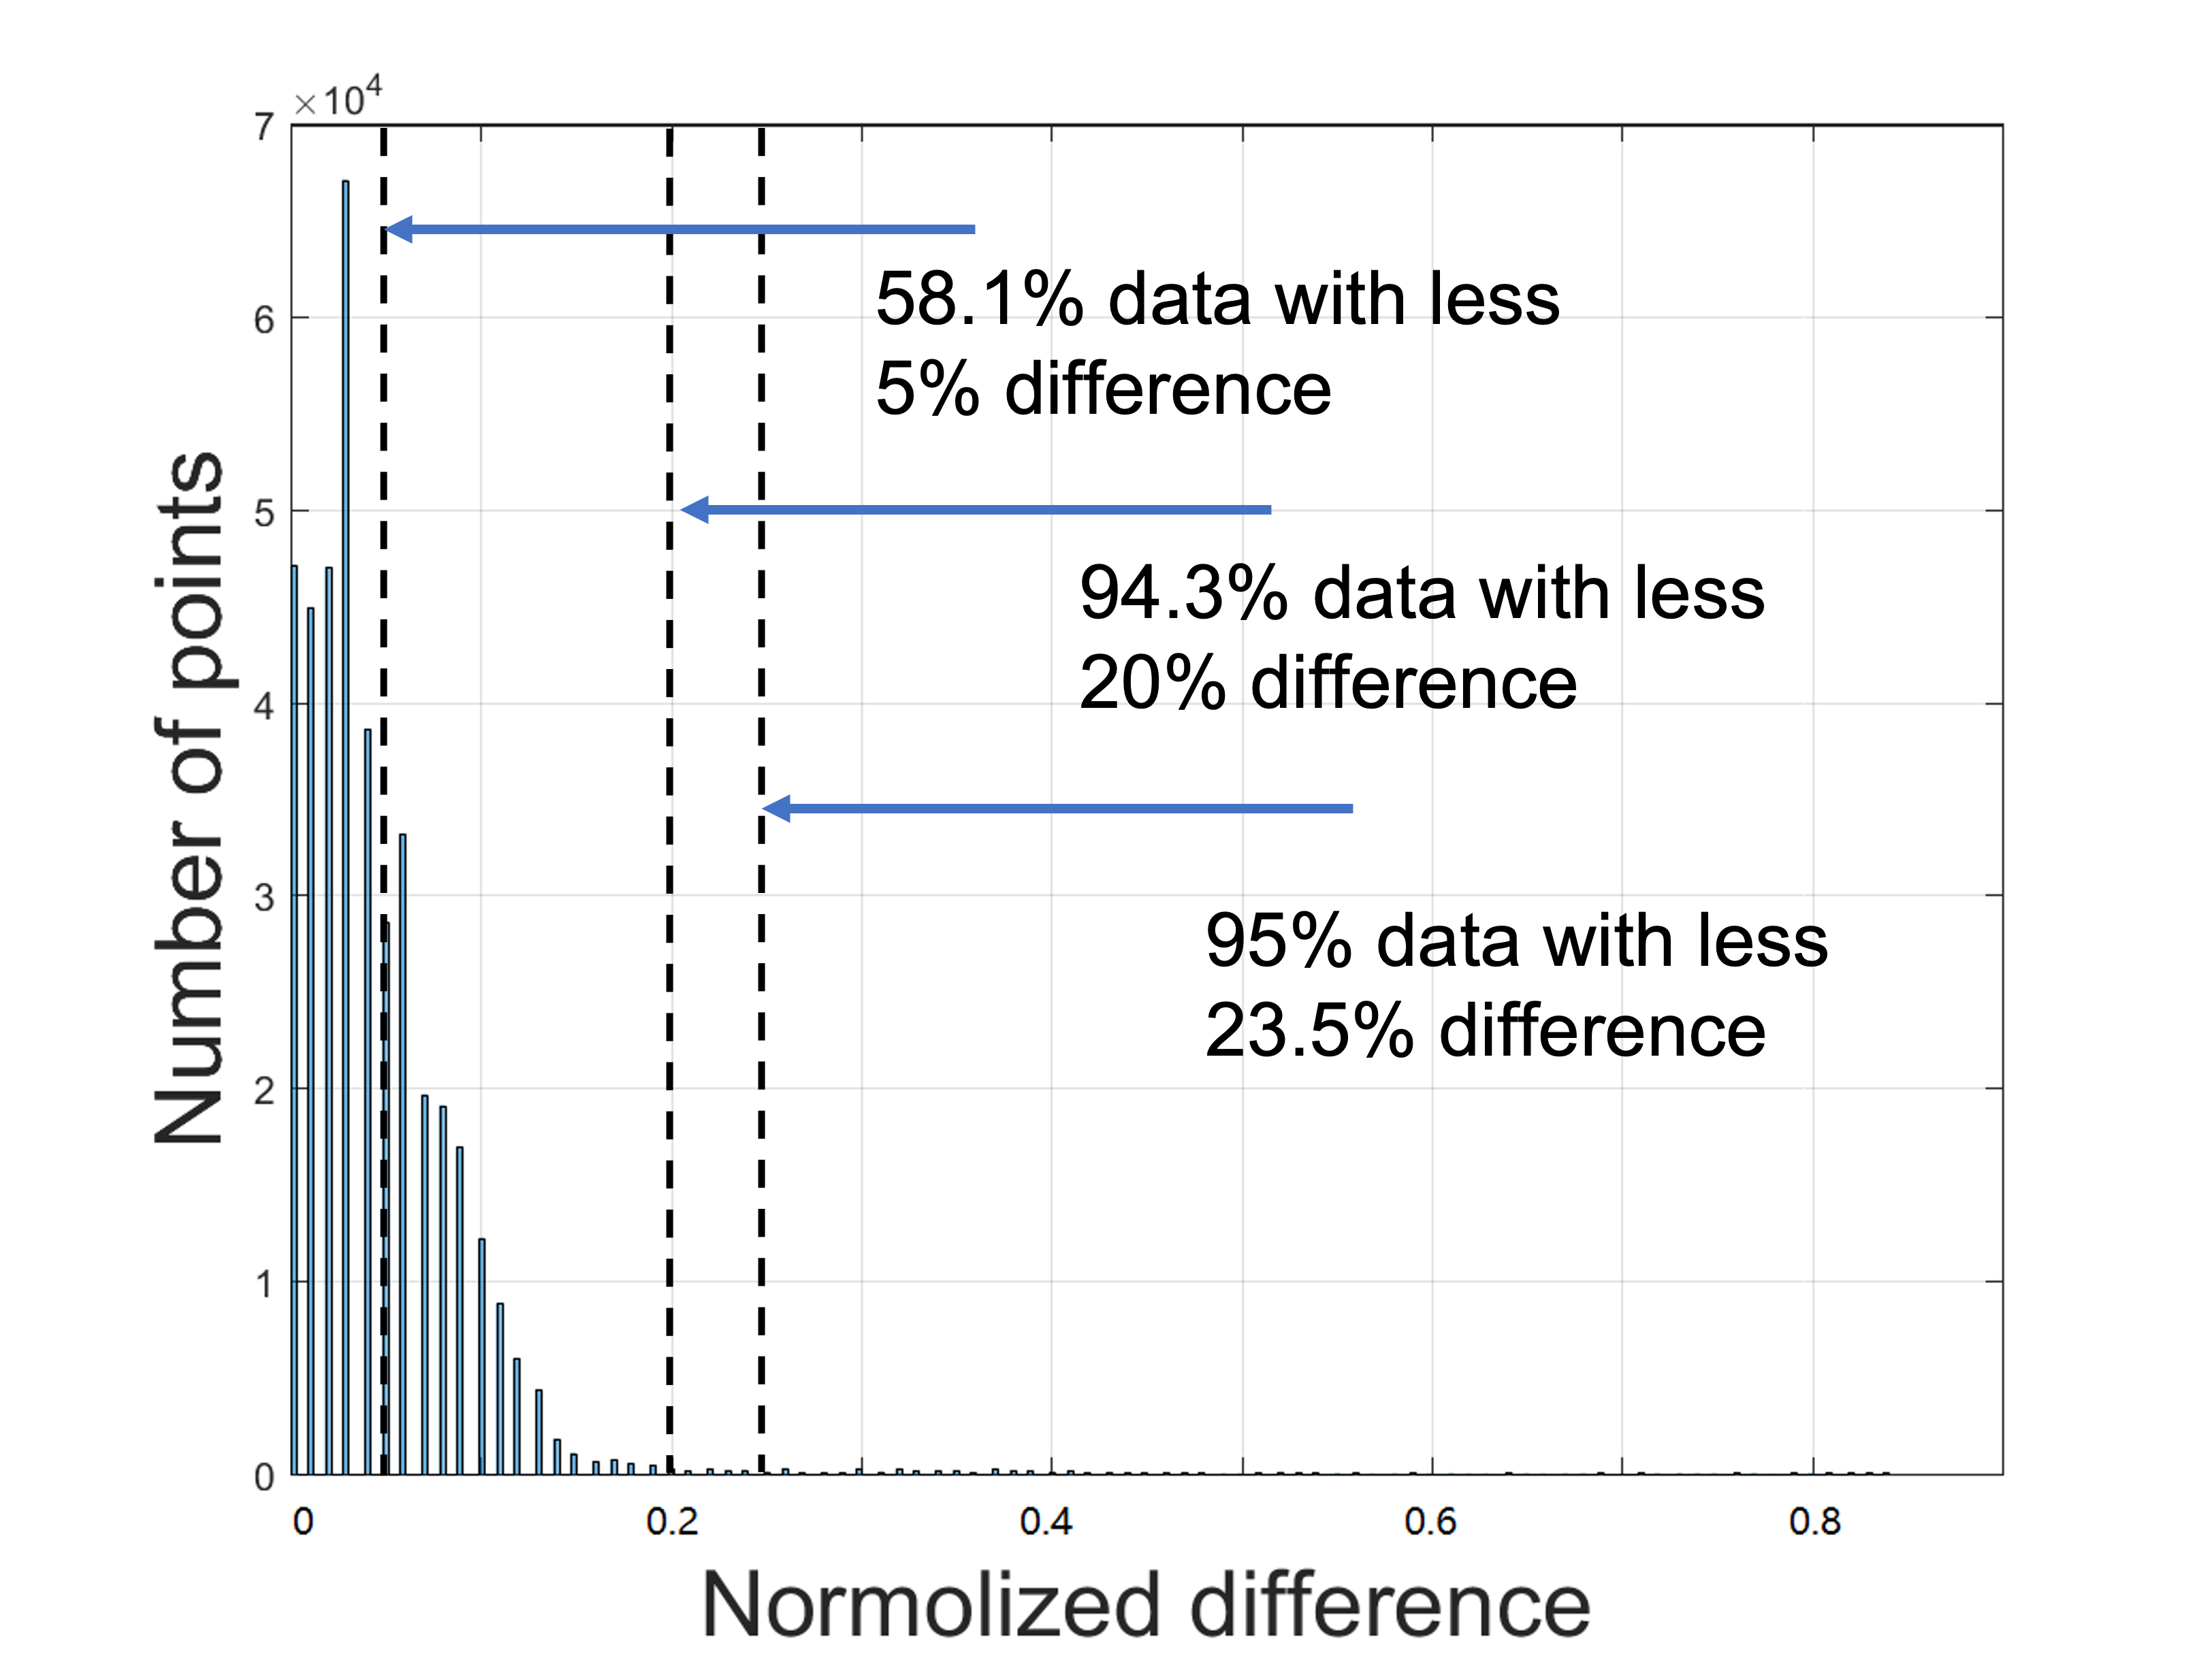 ×10⁴
7
6
5
4
3
2
1
0
Number of points
58.1% data with less
5% difference
94.3% data with less
20% difference
95% data with less
23.5% difference
0 0.2 0.4 0.6 0.8
Normolized difference